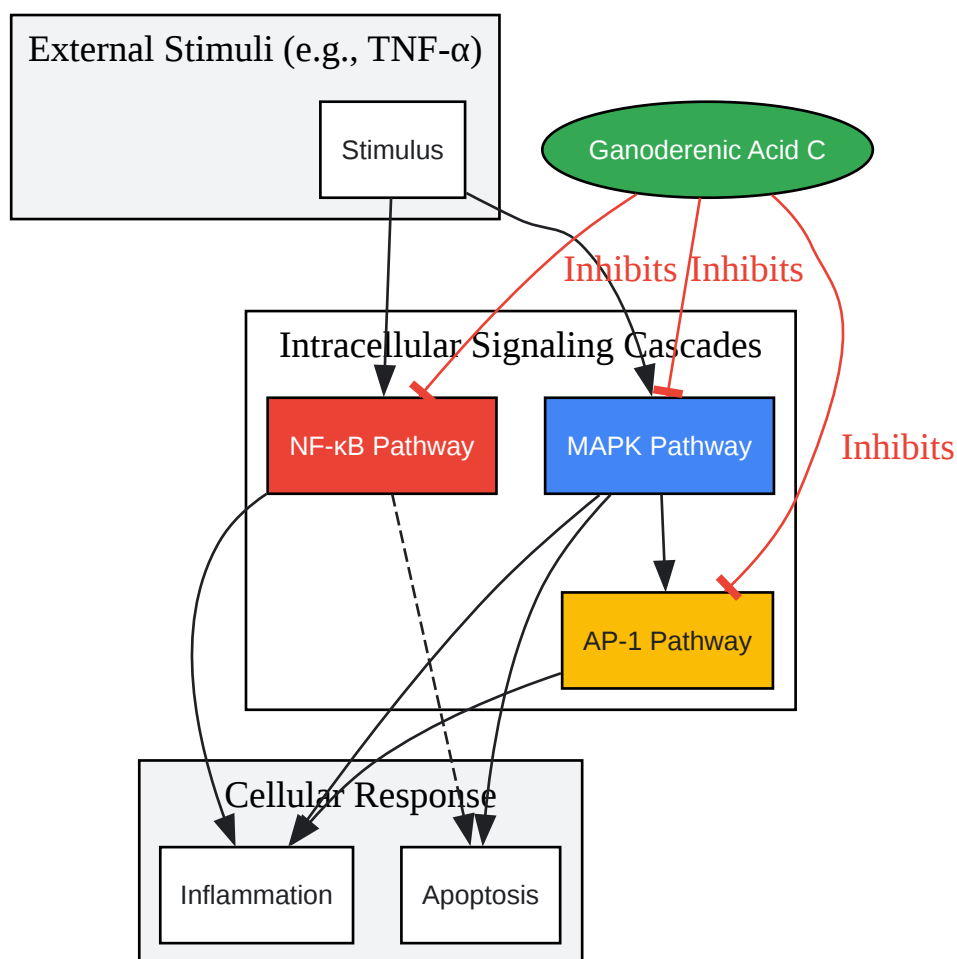 External Stimuli (e.g., TNF-α)
Stimulus
Ganoderenic Acid C
Inhibits
Inhibits
Intracellular Signaling Cascades
NF-κB Pathway
MAPK Pathway
Inhibits
AP-1 Pathway
Cellular Response
Inflammation
Apoptosis